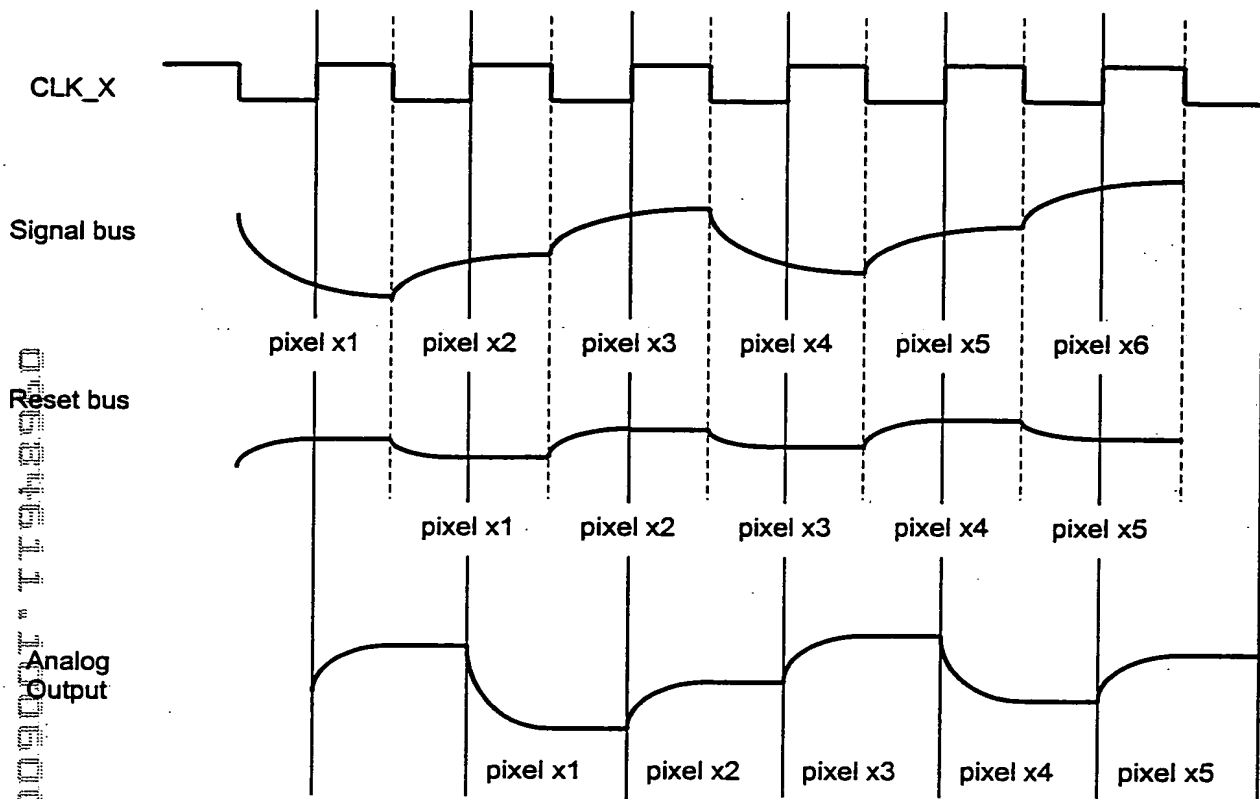 CLK_X
Signal bus
pixel x1 pixel x2 pixel x3 pixel x4 pixel x5 pixel x6
Reset bus
pixel x1 pixel x2 pixel x3 pixel x4 pixel x5
Analog
Output
pixel x1 pixel x2 pixel x3 pixel x4 pixel x5